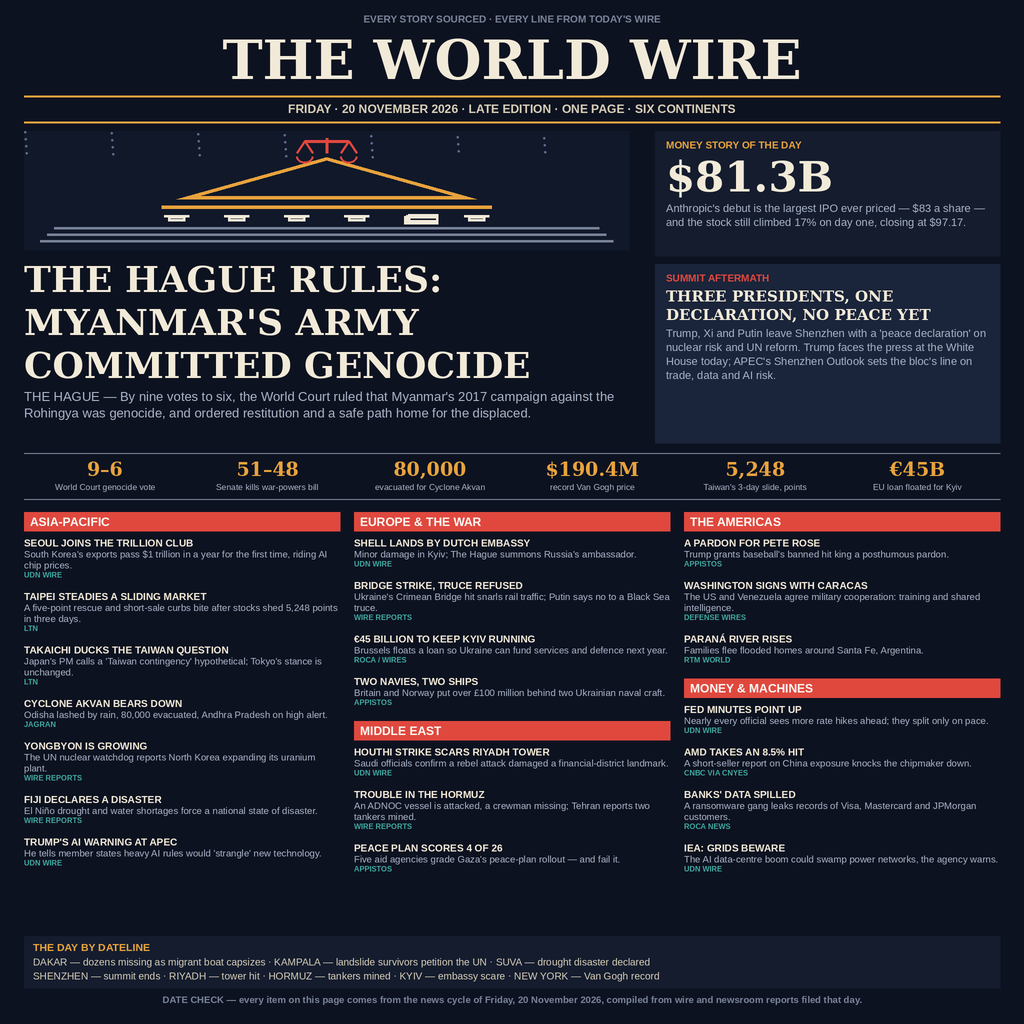 EVERY STORY SOURCED · EVERY LINE FROM TODAY'S WIRE
THE WORLD WIRE
FRIDAY · 20 NOVEMBER 2026 · LATE EDITION · ONE PAGE · SIX CONTINENTS
THE HAGUE RULES:
MYANMAR'S ARMY
COMMITTED GENOCIDE
THE HAGUE — By nine votes to six, the World Court ruled that Myanmar's 2017 campaign against the
Rohingya was genocide, and ordered restitution and a safe path home for the displaced.
MONEY STORY OF THE DAY
$81.3B
Anthropic's debut is the largest IPO ever priced — $83 a share —
and the stock still climbed 17% on day one, closing at $97.17.
SUMMIT AFTERMATH
THREE PRESIDENTS, ONE
DECLARATION, NO PEACE YET
Trump, Xi and Putin leave Shenzhen with a 'peace declaration' on
nuclear risk and UN reform. Trump faces the press at the White
House today; APEC's Shenzhen Outlook sets the bloc's line on
trade, data and AI risk.
9–6
World Court genocide vote
51–48
Senate kills war-powers bill
80,000
evacuated for Cyclone Akvan
$190.4M
record Van Gogh price
5,248
Taiwan's 3-day slide, points
€45B
EU loan floated for Kyiv
ASIA-PACIFIC
SEOUL JOINS THE TRILLION CLUB
South Korea's exports pass $1 trillion in a year for the first time, riding AI
chip prices.
UDN WIRE
TAIPEI STEADIES A SLIDING MARKET
A five-point rescue and short-sale curbs bite after stocks shed 5,248 points
in three days.
LTN
TAKAICHI DUCKS THE TAIWAN QUESTION
Japan's PM calls a 'Taiwan contingency' hypothetical; Tokyo's stance is
unchanged.
LTN
CYCLONE AKVAN BEARS DOWN
Odisha lashed by rain, 80,000 evacuated, Andhra Pradesh on high alert.
JAGRAN
YONGBYON IS GROWING
The UN nuclear watchdog reports North Korea expanding its uranium
plant.
WIRE REPORTS
FIJI DECLARES A DISASTER
El Niño drought and water shortages force a national state of disaster.
WIRE REPORTS
TRUMP'S AI WARNING AT APEC
He tells member states heavy AI rules would 'strangle' new technology.
UDN WIRE
EUROPE & THE WAR
SHELL LANDS BY DUTCH EMBASSY
Minor damage in Kyiv; The Hague summons Russia's ambassador.
UDN WIRE
BRIDGE STRIKE, TRUCE REFUSED
Ukraine's Crimean Bridge hit snarls rail traffic; Putin says no to a Black Sea
truce.
WIRE REPORTS
€45 BILLION TO KEEP KYIV RUNNING
Brussels floats a loan so Ukraine can fund services and defence next year.
ROCA / WIRES
TWO NAVIES, TWO SHIPS
Britain and Norway put over £100 million behind two Ukrainian naval craft.
APPISTOS
MIDDLE EAST
HOUTHI STRIKE SCARS RIYADH TOWER
Saudi officials confirm a rebel attack damaged a financial-district landmark.
UDN WIRE
TROUBLE IN THE HORMUZ
An ADNOC vessel is attacked, a crewman missing; Tehran reports two
tankers mined.
WIRE REPORTS
PEACE PLAN SCORES 4 OF 26
Five aid agencies grade Gaza's peace-plan rollout — and fail it.
APPISTOS
THE AMERICAS
A PARDON FOR PETE ROSE
Trump grants baseball's banned hit king a posthumous pardon.
APPISTOS
WASHINGTON SIGNS WITH CARACAS
The US and Venezuela agree military cooperation: training and shared
intelligence.
DEFENSE WIRES
PARANÁ RIVER RISES
Families flee flooded homes around Santa Fe, Argentina.
RTM WORLD
MONEY & MACHINES
FED MINUTES POINT UP
Nearly every official sees more rate hikes ahead; they split only on pace.
UDN WIRE
AMD TAKES AN 8.5% HIT
A short-seller report on China exposure knocks the chipmaker down.
CNBC VIA CNYES
BANKS' DATA SPILLED
A ransomware gang leaks records of Visa, Mastercard and JPMorgan
customers.
ROCA NEWS
IEA: GRIDS BEWARE
The AI data-centre boom could swamp power networks, the agency warns.
UDN WIRE
THE DAY BY DATELINE
DAKAR — dozens missing as migrant boat capsizes · KAMPALA — landslide survivors petition the UN · SUVA — drought disaster declared
SHENZHEN — summit ends · RIYADH — tower hit · HORMUZ — tankers mined · KYIV — embassy scare · NEW YORK — Van Gogh record
DATE CHECK — every item on this page comes from the news cycle of Friday, 20 November 2026, compiled from wire and newsroom reports filed that day.